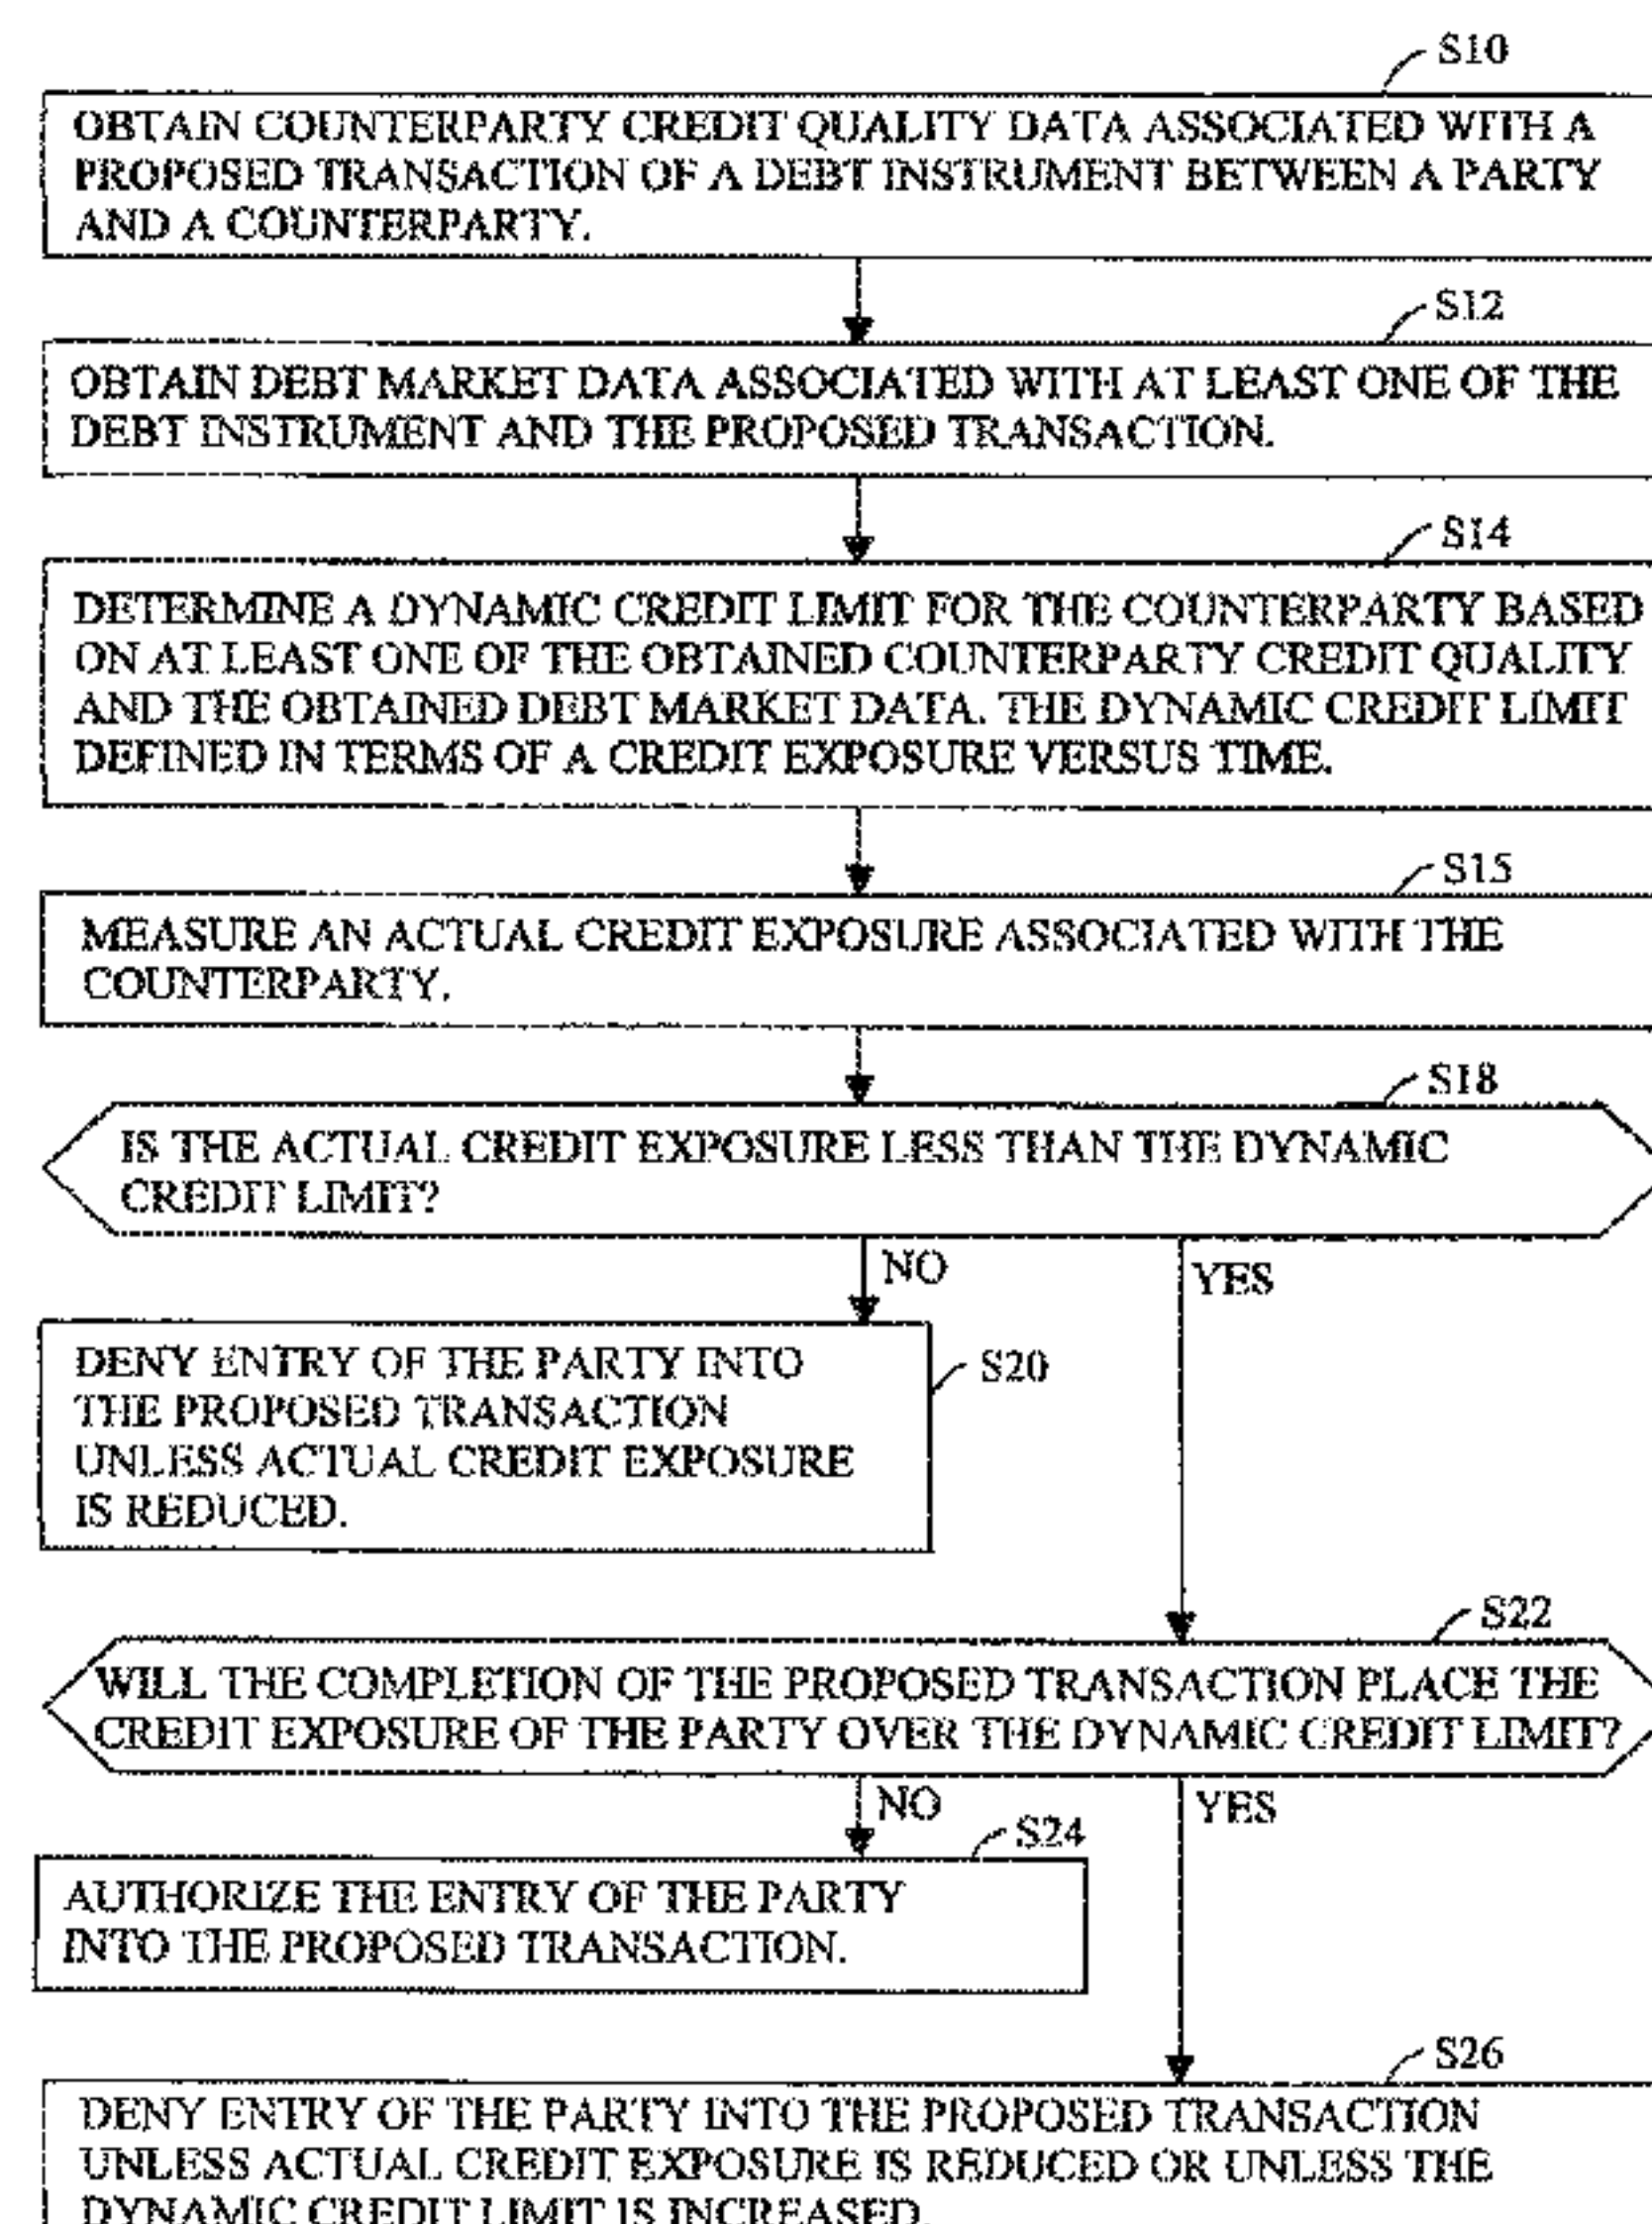 S10
OBTAIN COUNTERPARTY CREDIT QUALITY DATA ASSOCIATED WITH A
PROPOSED TRANSACTION OF A DEBT INSTRUMENT BETWEEN A PARTY
AND A COUNTERPARTY.
S12
OBTAIN DEBT MARKET DATA ASSOCIATED WITH AT LEAST ONE OF THE
DEBT INSTRUMENT AND THE PROPOSED TRANSACTION.
S14
DETERMINE A DYNAMIC CREDIT LIMIT FOR THE COUNTERPARTY BASED
ON AT LEAST ONE OF THE OBTAINED COUNTERPARTY CREDIT QUALITY
AND THE OBTAINED DEBT MARKET DATA. THE DYNAMIC CREDIT LIMIT
DEFINED IN TERMS OF A CREDIT EXPOSURE VERSUS TIME.
S15
MEASURE AN ACTUAL CREDIT EXPOSURE ASSOCIATED WITH THE
COUNTERPARTY.
S18
IS THE ACTUAL CREDIT EXPOSURE LESS THAN THE DYNAMIC
CREDIT LIMIT?
NO
YES
DENY ENTRY OF THE PARTY INTO
THE PROPOSED TRANSACTION
UNLESS ACTUAL CREDIT EXPOSURE
IS REDUCED.
S20
S22
WILL THE COMPLETION OF THE PROPOSED TRANSACTION PLACE THE
CREDIT EXPOSURE OF THE PARTY OVER THE DYNAMIC CREDIT LIMIT?
NO
YES
S24
AUTHORIZE THE ENTRY OF THE PARTY
INTO THE PROPOSED TRANSACTION.
S26
DENY ENTRY OF THE PARTY INTO THE PROPOSED TRANSACTION
UNLESS ACTUAL CREDIT EXPOSURE IS REDUCED OR UNLESS THE
DYNAMIC CREDIT LIMIT IS INCREASED.